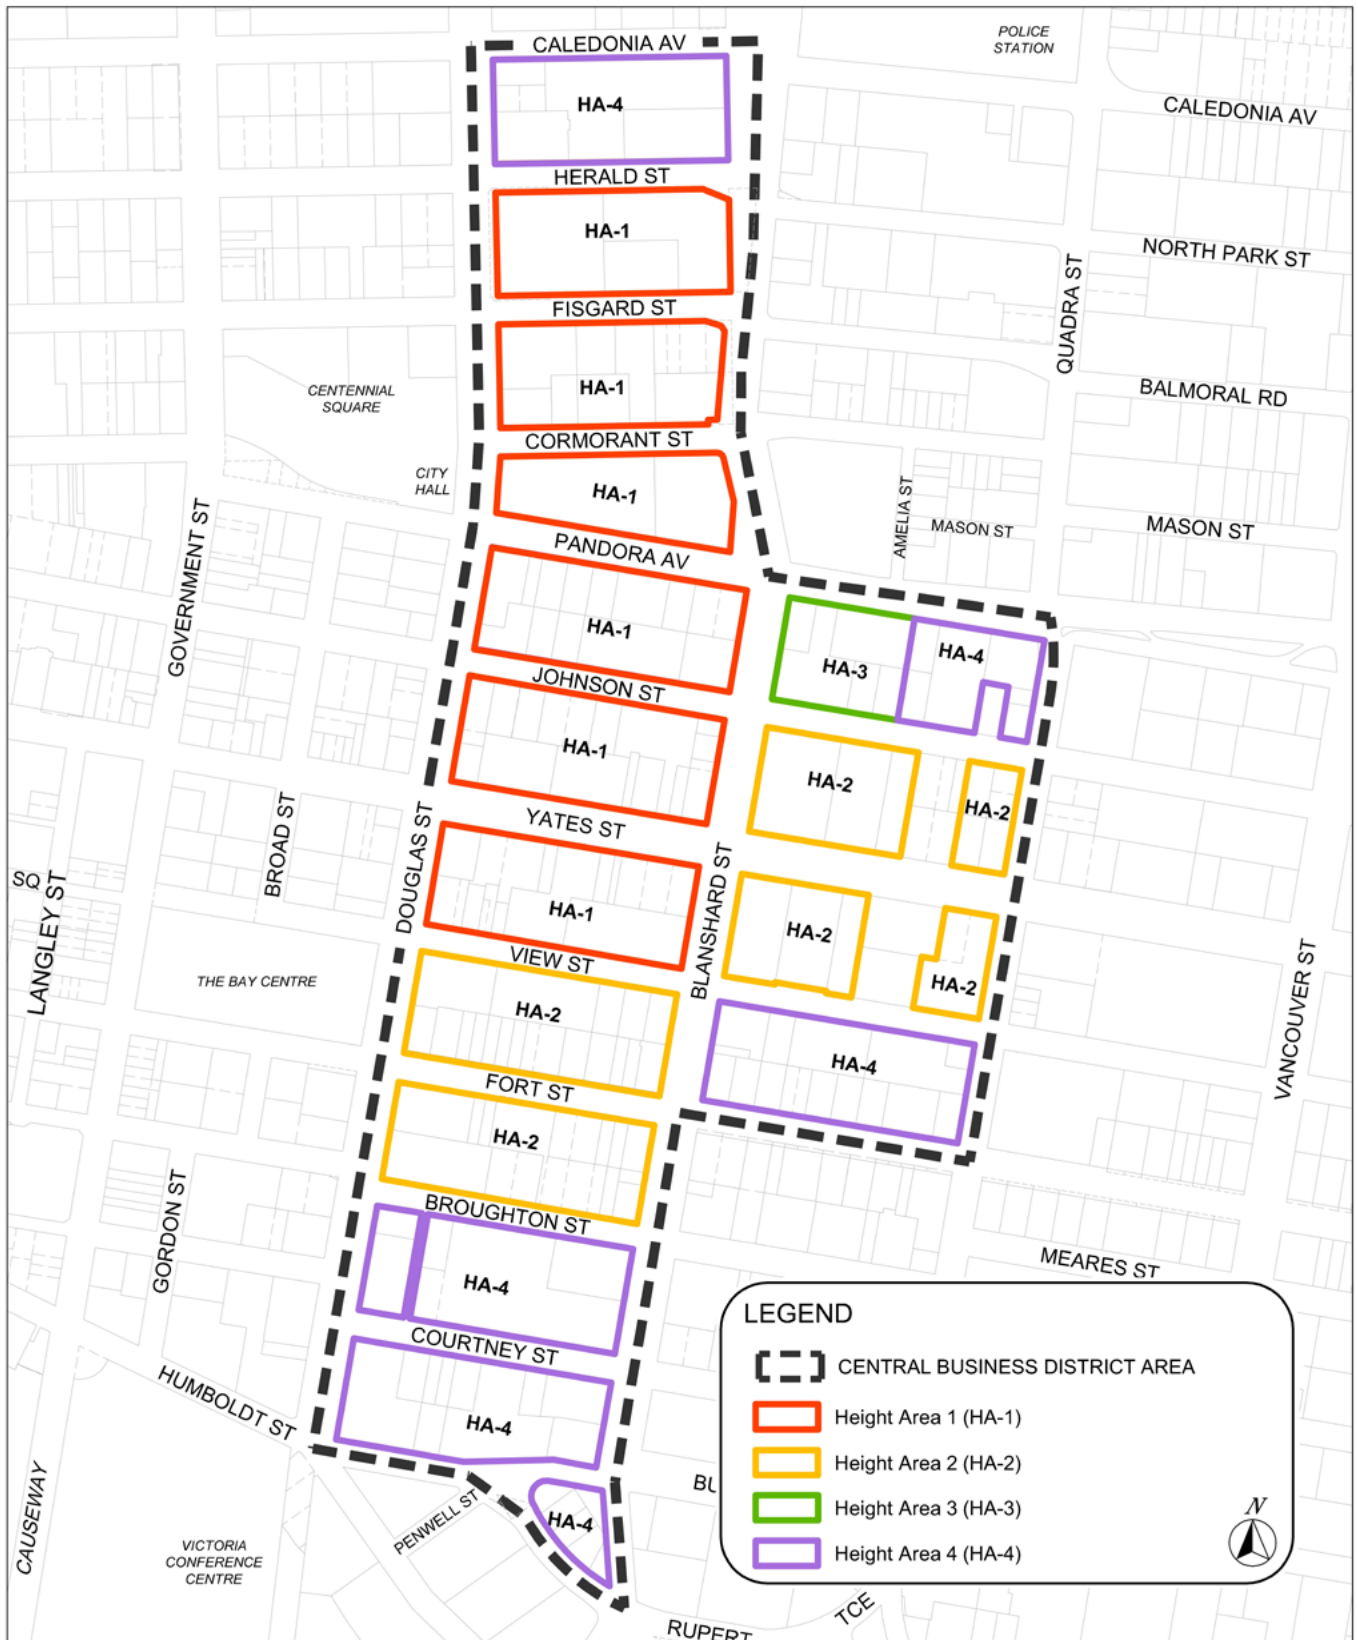 POLICE
STATION
CALEDONIA AV
CALEDONIA AV
HA-4
HERALD ST
HA-1
NORTH PARK ST
QUADRA ST
FISGARD ST
CENTENNIAL
SQUARE
HA-1
BALMORAL RD
CORMORANT ST
CITY
HALL
HA-1
AMELIA ST
MASON ST
MASON ST
GOVERNMENT ST
PANDORA AV
HA-1
HA-3
HA-4
JOHNSON ST
HA-1
HA-2
HA-2
YATES ST
BROAD ST
DOUGLAS ST
SQ
LANGLEY ST
HA-1
BLANSHARD ST
HA-2
HA-2
VANCOUVER ST
THE BAY CENTRE
VIEW ST
HA-2
HA-4
FORT ST
HA-2
GORDON ST
BROUGHTON ST
MEARES ST
HA-4
COURTNEY ST
HUMBOLDT ST
HA-4
CAUSEWAY
PENWELL ST
HA-4
VICTORIA
CONFERENCE
CENTRE
BU
LEGEND
CENTRAL BUSINESS DISTRICT AREA
Height Area 1 (HA-1)
Height Area 2 (HA-2)
Height Area 3 (HA-3)
Height Area 4 (HA-4)
N
RUPERT
TCE